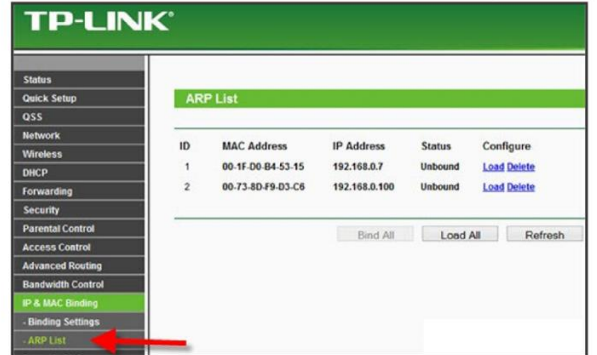 TP-LINK®
Status
Quick Setup
QSS
Network
Wireless
DHCP
Forwarding
Security
Parental Control
Access Control
Advanced Routing
Bandwidth Control
IP & MAC Binding
- Binding Settings
- ARP List
ARP List
ID MAC Address IP Address Status Configure
1 00-1F-D0-B4-53-15 192.168.0.7 Unbound Load Delete
2 00-73-8D-F9-D3-C6 192.168.0.100 Unbound Load Delete
Bind All Load All Refresh